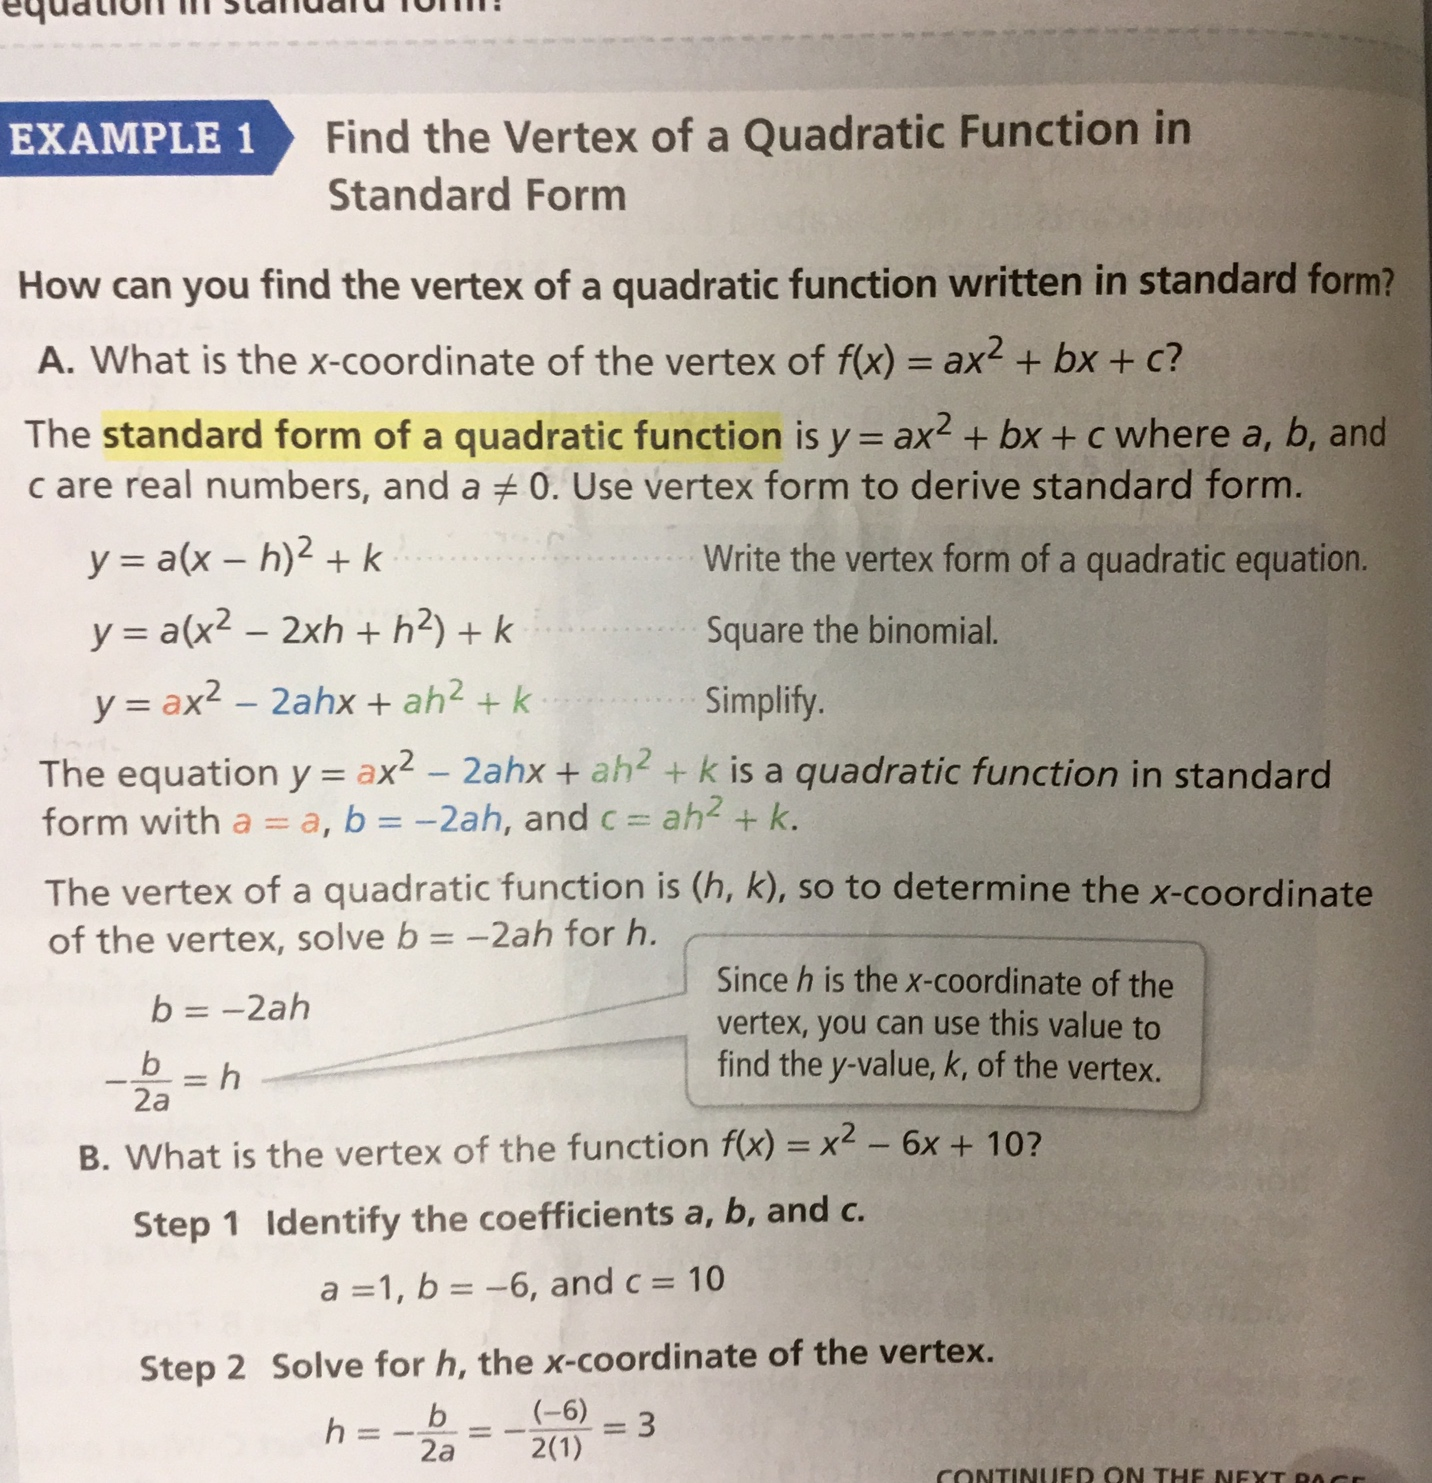 equation in standard form?
EXAMPLE 1 Find the Vertex of a Quadratic Function in
Standard Form
How can you find the vertex of a quadratic function written in standard form?
A. What is the x-coordinate of the vertex of f(x) = ax² + bx + c?
The standard form of a quadratic function is y = ax² + bx + c where a, b, and
c are real numbers, and a ≠ 0. Use vertex form to derive standard form.
y = a(x − h)² + k Write the vertex form of a quadratic equation.
y = a(x² − 2xh + h²) + k Square the binomial.
y = ax² − 2ahx + ah² + k Simplify.
The equation y = ax² − 2ahx + ah² + k is a quadratic function in standard
form with a = a, b = −2ah, and c = ah² + k.
The vertex of a quadratic function is (h, k), so to determine the x-coordinate
of the vertex, solve b = −2ah for h.
b = −2ah
−b/2a = h
Since h is the x-coordinate of the
vertex, you can use this value to
find the y-value, k, of the vertex.
B. What is the vertex of the function f(x) = x² − 6x + 10?
Step 1 Identify the coefficients a, b, and c.
a =1, b = −6, and c = 10
Step 2 Solve for h, the x-coordinate of the vertex.
h = −b/2a = −(−6)/2(1) = 3
CONTINUED ON THE NEXT PAGE